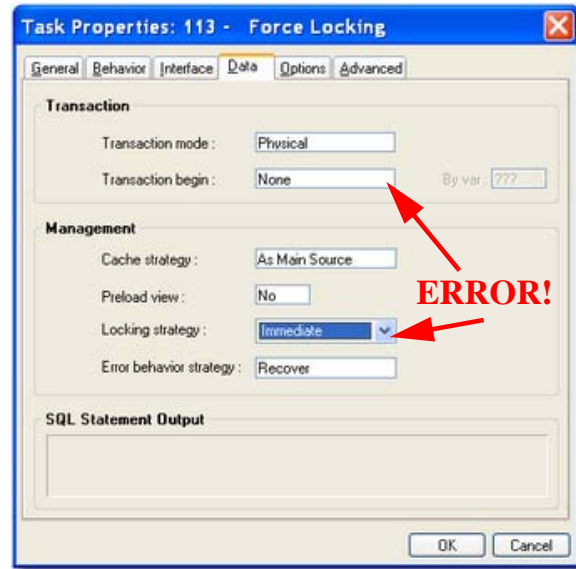 Task Properties: 113 - Force Locking
General Behavior Interface Data Options Advanced
Transaction
Transaction mode : Physical
Transaction begin : None By var : ???
Management
Cache strategy : As Main Source
Preload view : No
ERROR!
Locking strategy : Immediate
Error behavior strategy : Recover
SQL Statement Output
OK Cancel